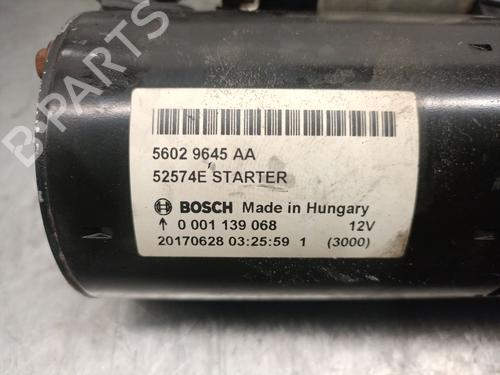 5602 9645 AA
52574E STARTER
BOSCH Made in Hungary
↑ 0 001 139 068 12V
20170628 03:25:59 1 (3000)
B-PARTS